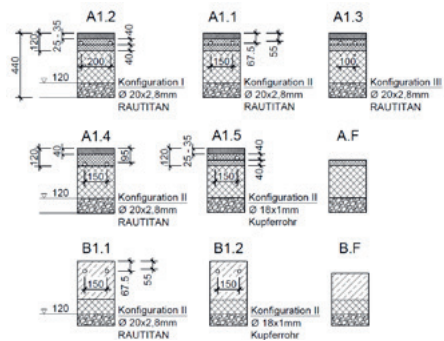 A1.2
A1.1
A1.3
440
120
25 - 35
40
40
200
120
Konfiguration I
Ø 20x2,8mm
RAUTITAN
67.5
55
150
Konfiguration II
Ø 20x2,8mm
RAUTITAN
100
Konfiguration III
Ø 20x2,8mm
RAUTITAN
A1.4
A1.5
A.F
120
40
95
150
120
Konfiguration II
Ø 20x2,8mm
RAUTITAN
120
25 - 35
40
40
150
Konfiguration II
Ø 18x1mm
Kupferrohr
B1.1
B1.2
B.F
150
67.5
55
120
Konfiguration II
Ø 20x2,8mm
RAUTITAN
150
Konfiguration II
Ø 18x1mm
Kupferrohr